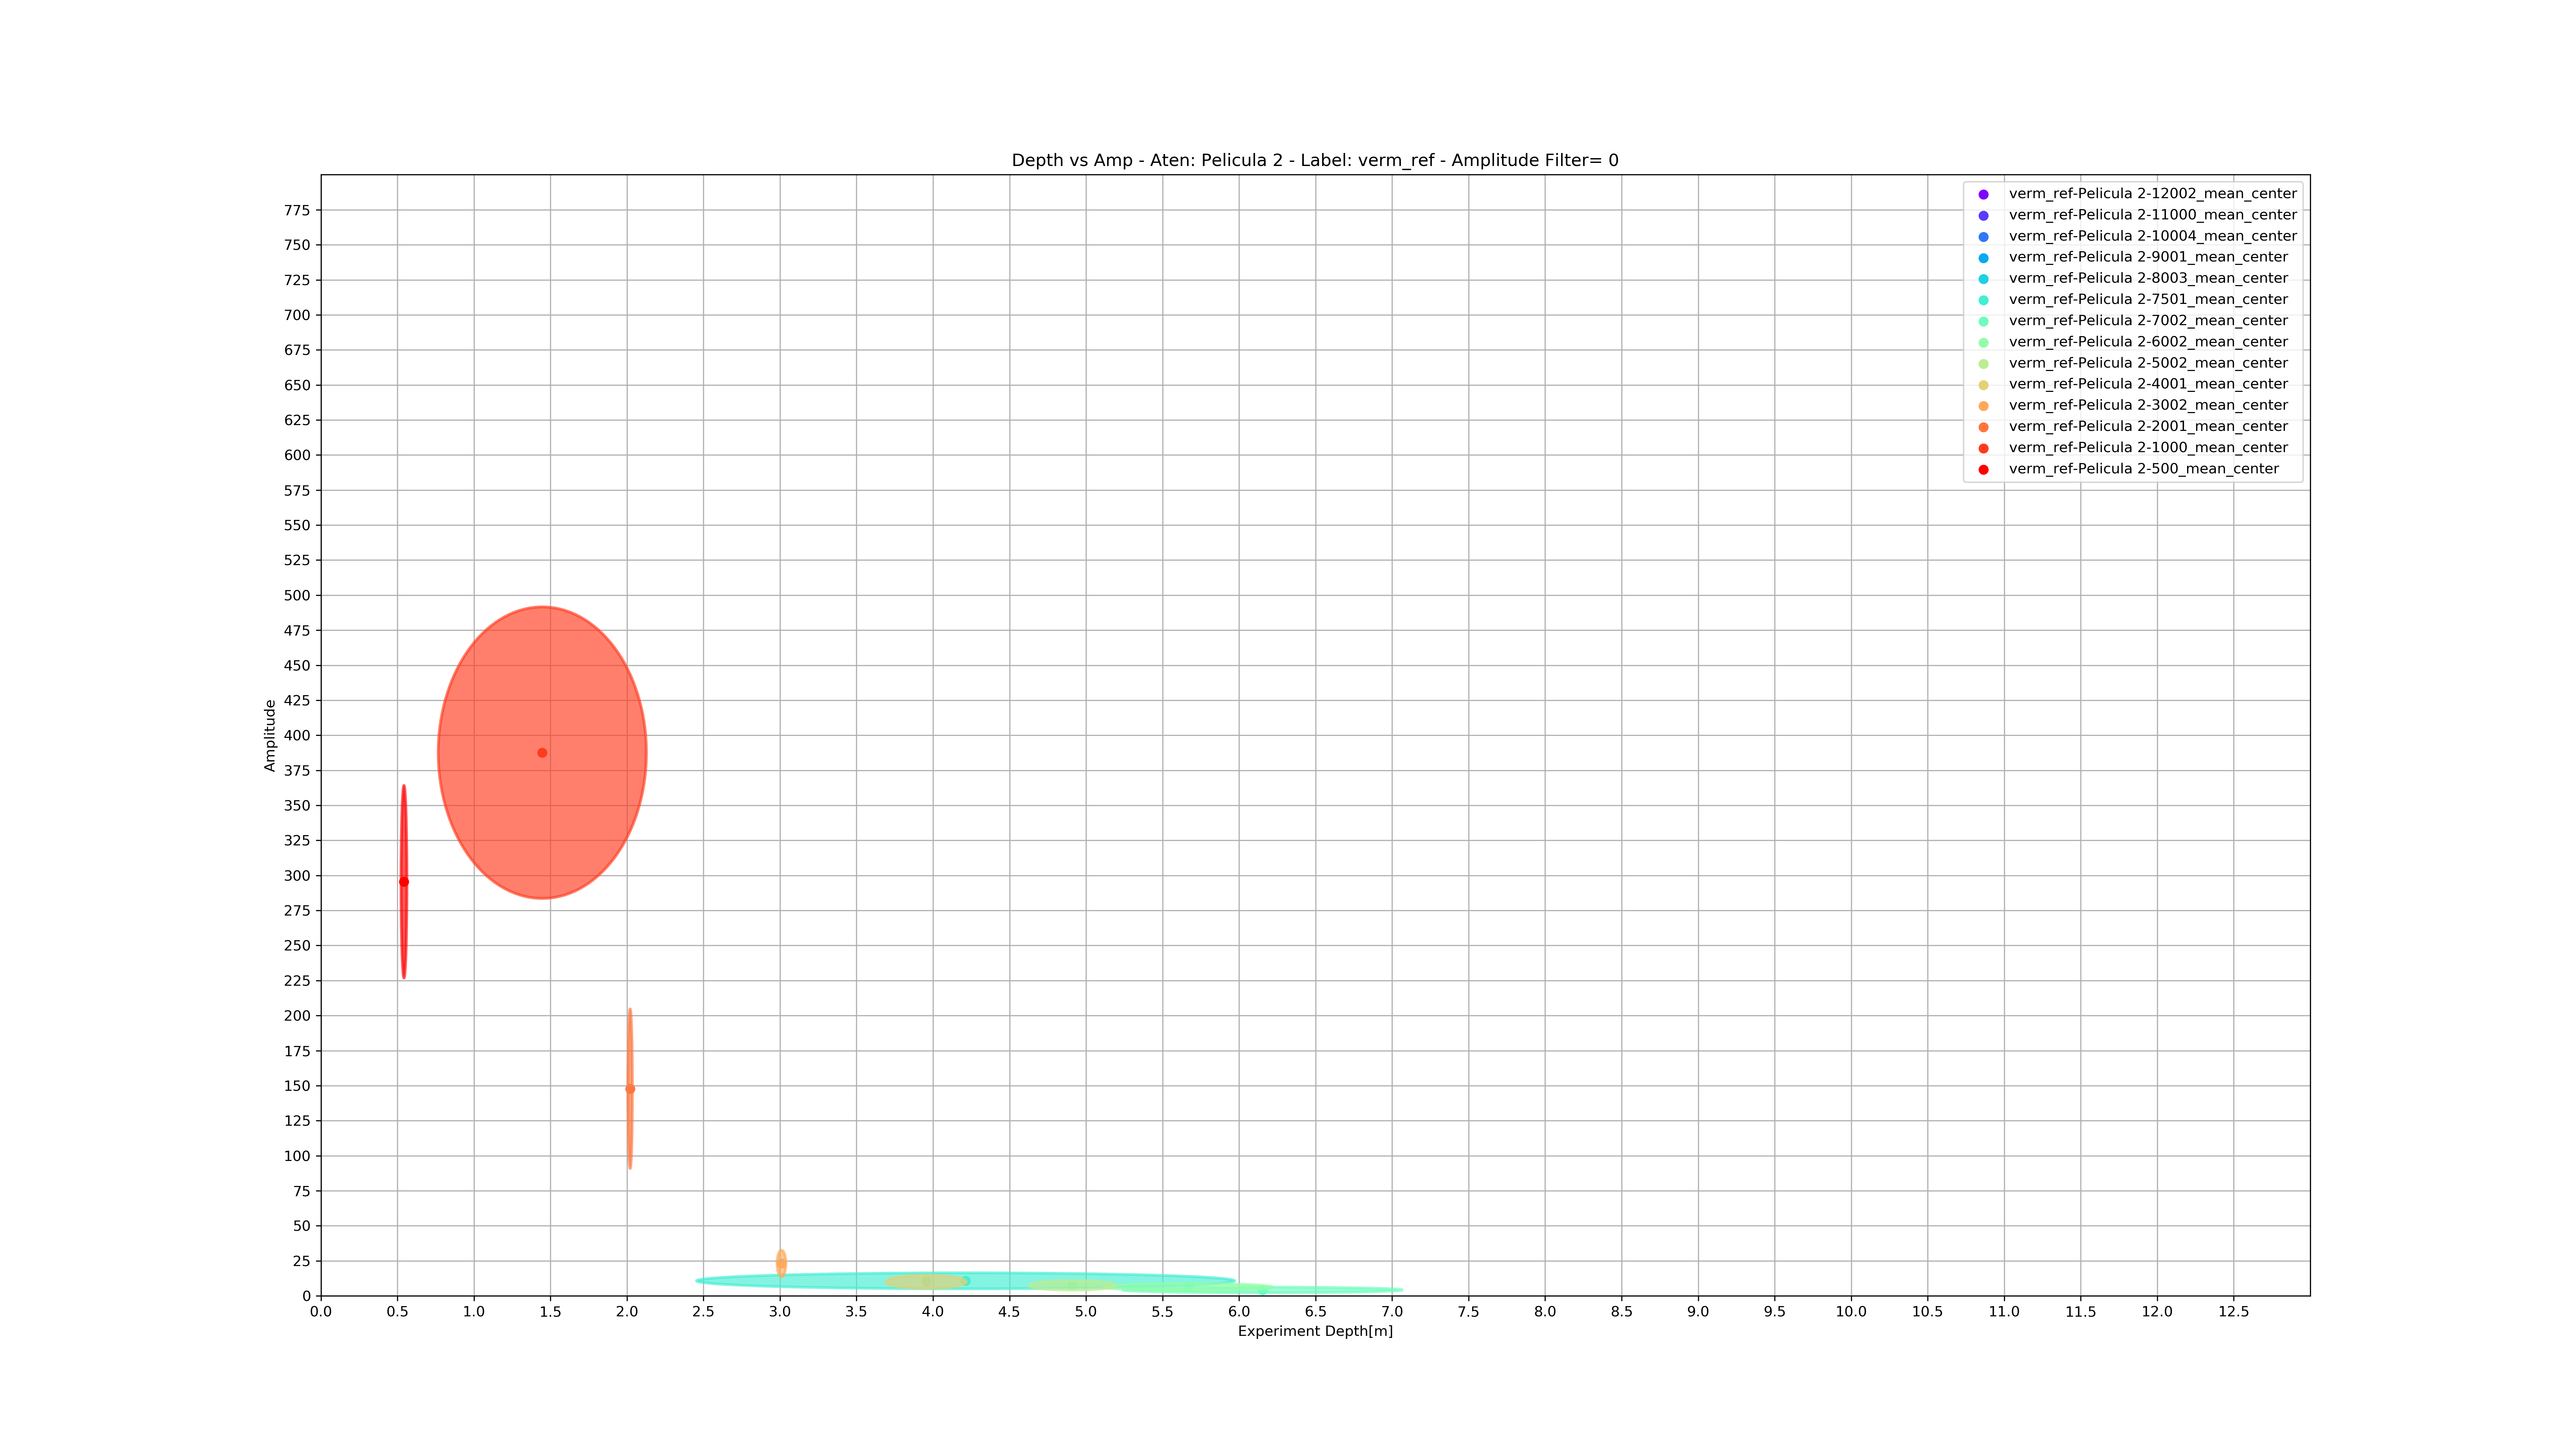 Depth vs Amp - Aten: Pelicula 2 - Label: verm_ref - Amplitude Filter= 0
verm_ref-Pelicula 2-12002_mean_center
verm_ref-Pelicula 2-11000_mean_center
verm_ref-Pelicula 2-10004_mean_center
verm_ref-Pelicula 2-9001_mean_center
verm_ref-Pelicula 2-8003_mean_center
verm_ref-Pelicula 2-7501_mean_center
verm_ref-Pelicula 2-7002_mean_center
verm_ref-Pelicula 2-6002_mean_center
verm_ref-Pelicula 2-5002_mean_center
verm_ref-Pelicula 2-4001_mean_center
verm_ref-Pelicula 2-3002_mean_center
verm_ref-Pelicula 2-2001_mean_center
verm_ref-Pelicula 2-1000_mean_center
verm_ref-Pelicula 2-500_mean_center
775
750
725
700
675
650
625
600
575
550
525
500
475
450
425
400
375
350
325
300
275
250
225
200
175
150
125
100
75
50
25
0
Amplitude
0.0 0.5 1.0 1.5 2.0 2.5 3.0 3.5 4.0 4.5 5.0 5.5 6.0 6.5 7.0 7.5 8.0 8.5 9.0 9.5 10.0 10.5 11.0 11.5 12.0 12.5
Experiment Depth[m]